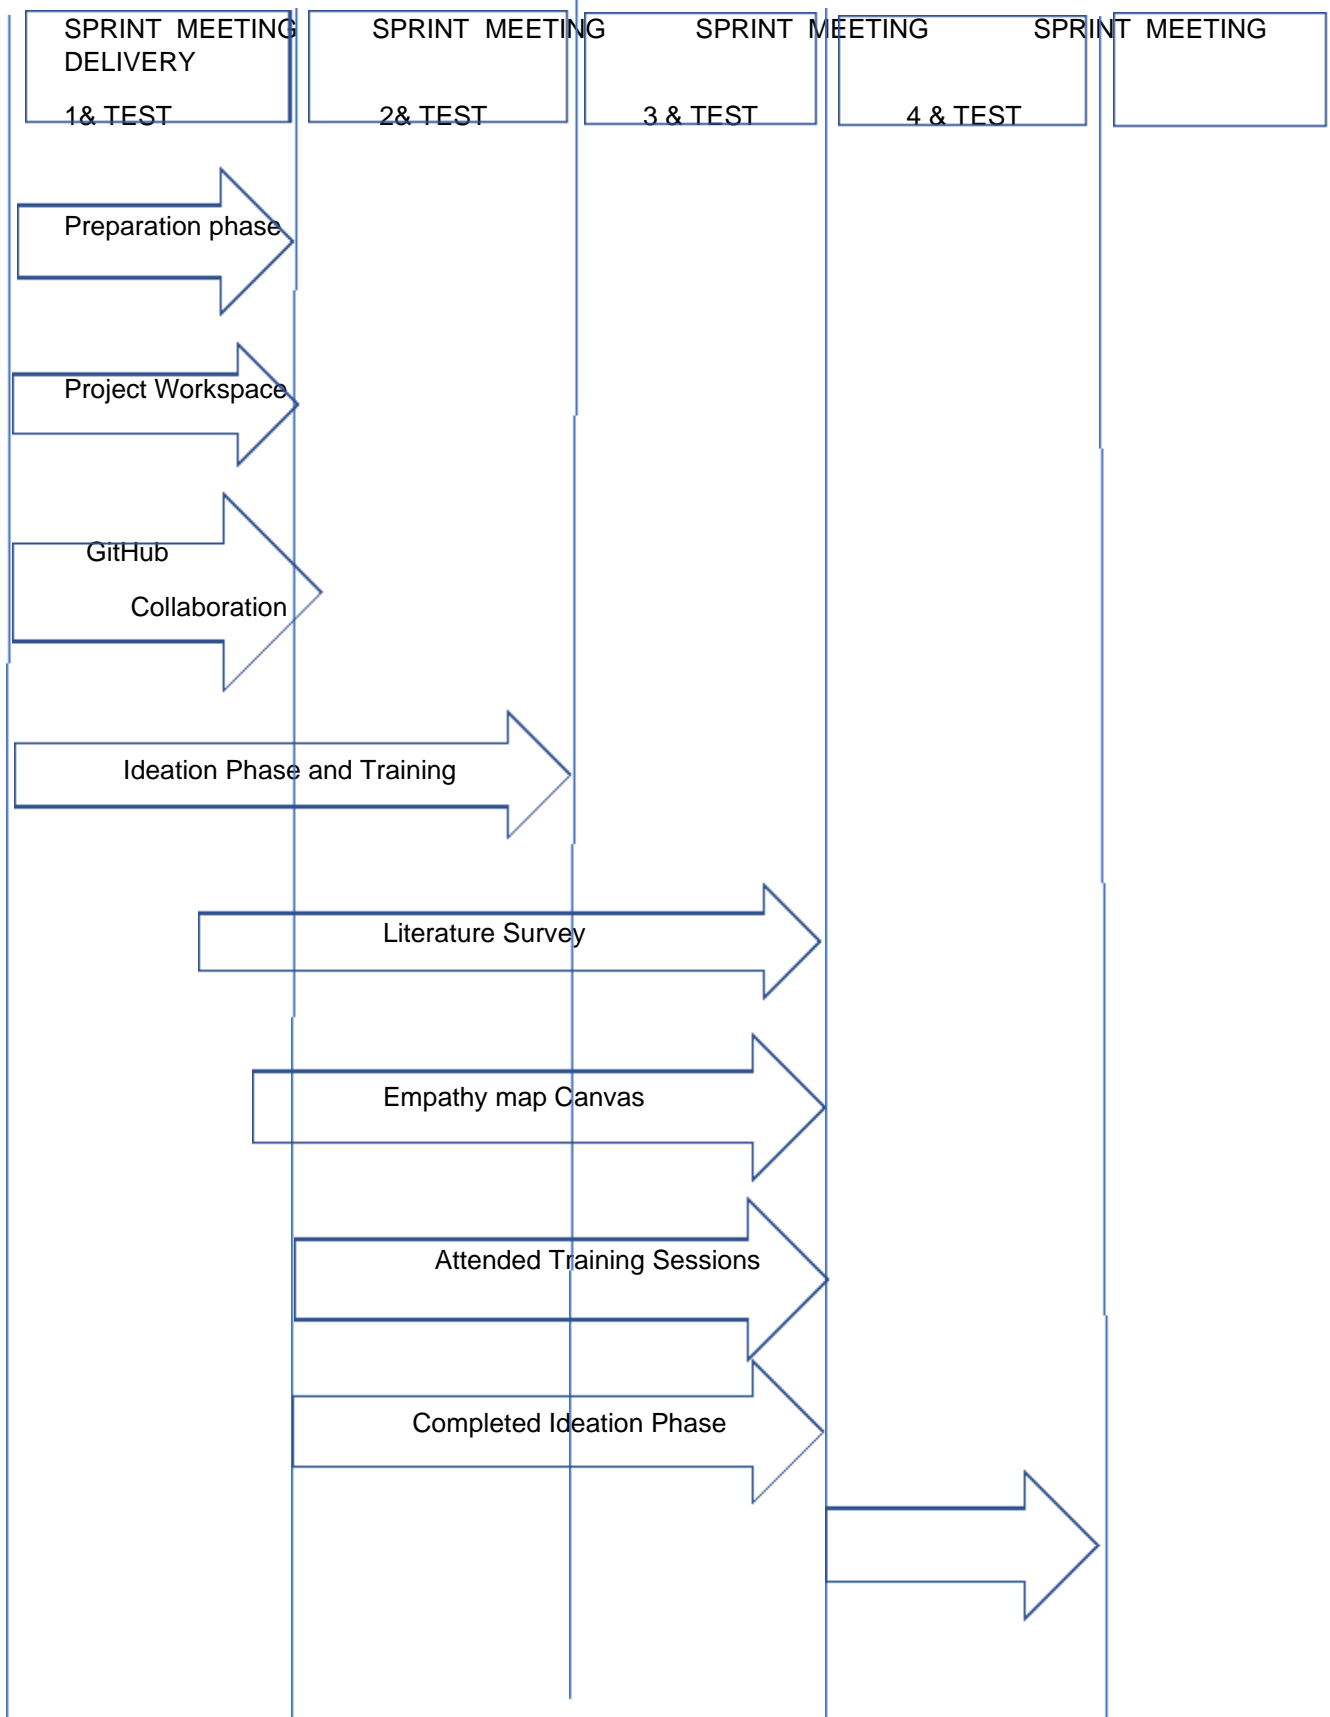 SPRINT MEETING SPRINT MEETING SPRINT MEETING SPRINT MEETING
DELIVERY
1& TEST 2& TEST 3 & TEST 4 & TEST
Preparation phase
Project Workspace
GitHub
Collaboration
Ideation Phase and Training
Literature Survey
Empathy map Canvas
Attended Training Sessions
Completed Ideation Phase